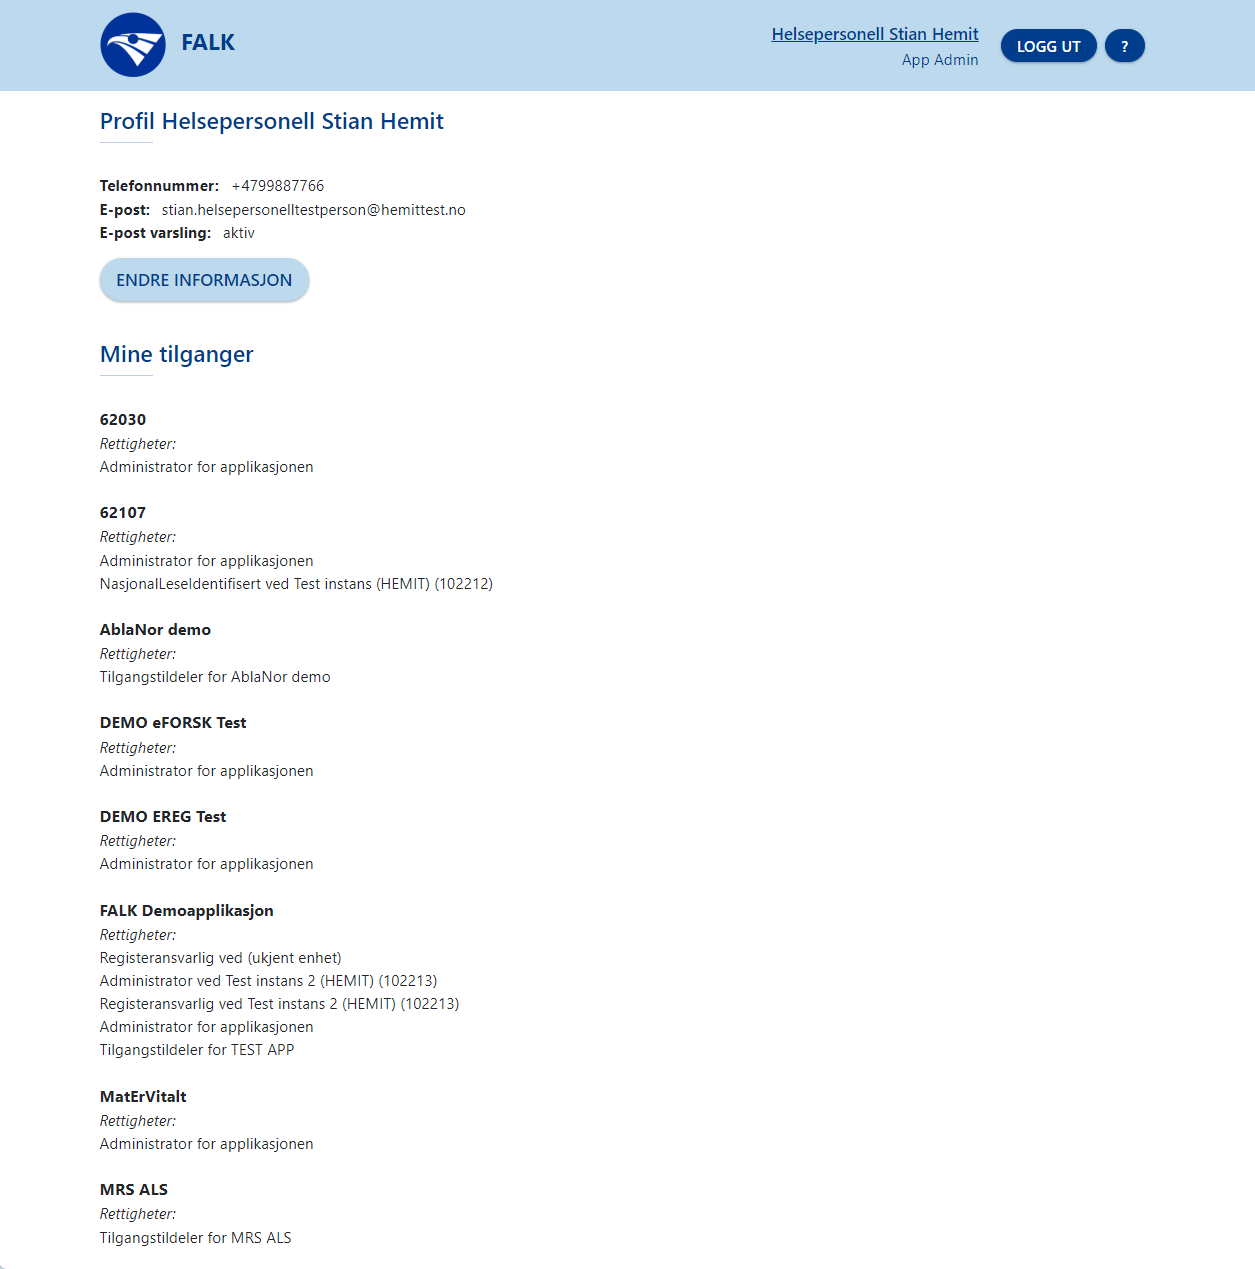 FALK
Helsepersonell Stian Hemit
App Admin
LOGG UT
?
Profil Helsepersonell Stian Hemit
Telefonnummer: +4799887766
E-post: stian.helsepersonelltestperson@hemittest.no
E-post varsling: aktiv
ENDRE INFORMASJON
Mine tilganger
62030
Rettigheter:
Administrator for applikasjonen
62107
Rettigheter:
Administrator for applikasjonen
NasjonalLeseIdentifisert ved Test instans (HEMIT) (102212)
AblaNor demo
Rettigheter:
Tilgangstildeler for AblaNor demo
DEMO eFORSK Test
Rettigheter:
Administrator for applikasjonen
DEMO EREG Test
Rettigheter:
Administrator for applikasjonen
FALK Demoapplikasjon
Rettigheter:
Registeransvarlig ved (ukjent enhet)
Administrator ved Test instans 2 (HEMIT) (102213)
Registeransvarlig ved Test instans 2 (HEMIT) (102213)
Administrator for applikasjonen
Tilgangstildeler for TEST APP
MatErVitalt
Rettigheter:
Administrator for applikasjonen
MRS ALS
Rettigheter:
Tilgangstildeler for MRS ALS